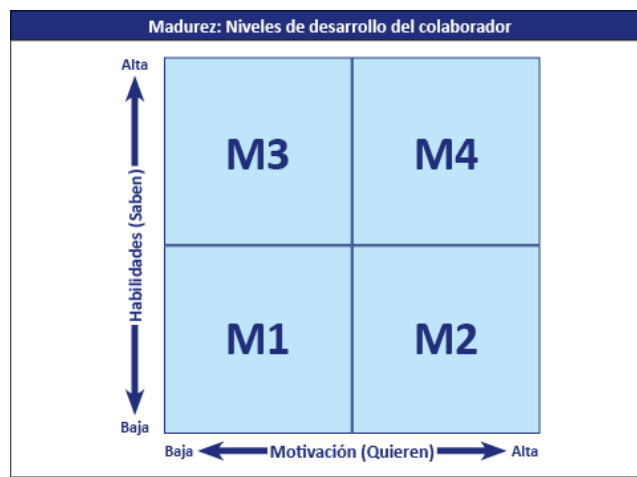 Madurez: Niveles de desarrollo del colaborador
Alta
M3
M4
Habilidades (Saben)
M1
M2
Baja
Baja
Motivación (Quieren)
Alta